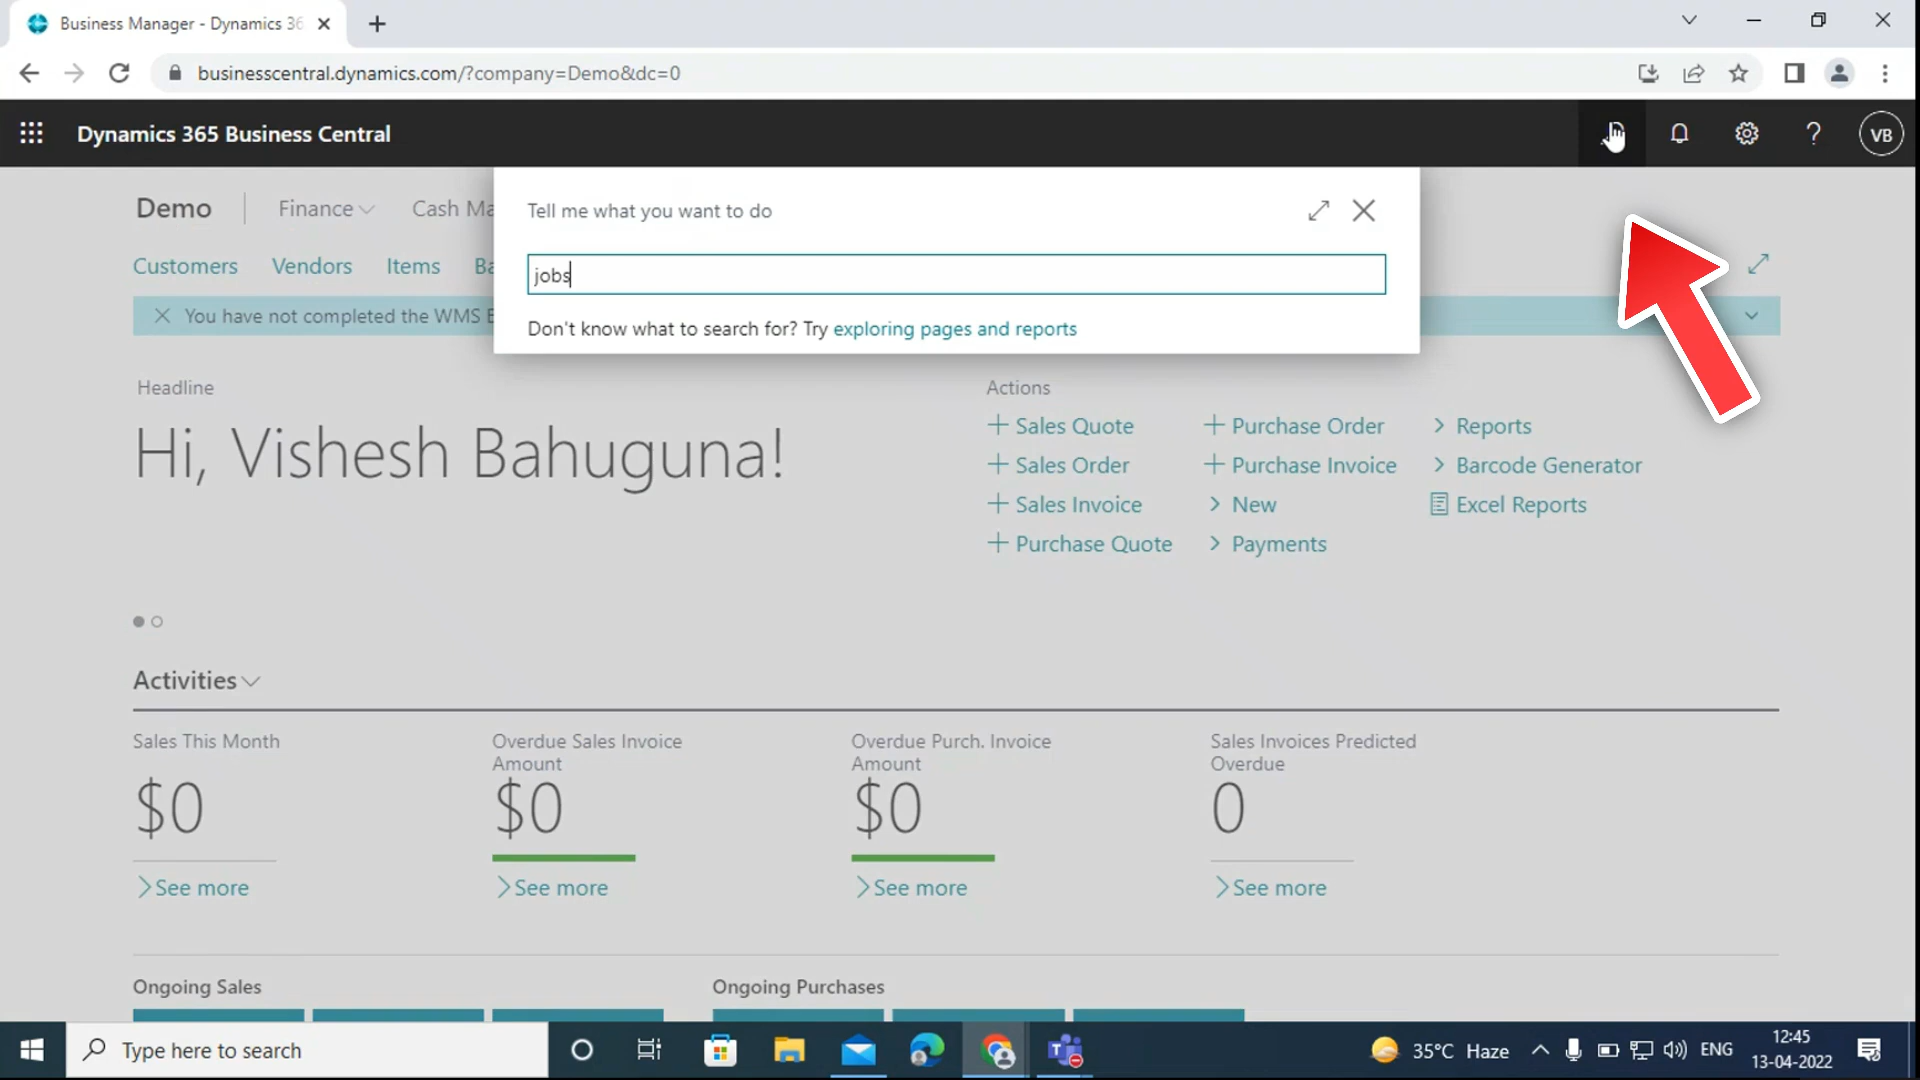 Business Manager - Dynamics 36
businesscentral.dynamics.com/?company=Demo&dc=0
Dynamics 365 Business Central
VB
Demo
Finance
Cash Ma
Tell me what you want to do
jobs
Don't know what to search for? Try exploring pages and reports
Customers
Vendors
Items
Ba
You have not completed the WMS E
Headline
Hi, Vishesh Bahuguna!
Actions
Sales Quote
Sales Order
Sales Invoice
Purchase Quote
Purchase Order
Purchase Invoice
New
Payments
Reports
Barcode Generator
Excel Reports
Activities
Sales This Month
$0
See more
Overdue Sales Invoice
Amount
$0
See more
Overdue Purch. Invoice
Amount
$0
See more
Sales Invoices Predicted
Overdue
0
See more
Ongoing Sales
Ongoing Purchases
Type here to search
35°C Haze
ENG
12:45
13-04-2022